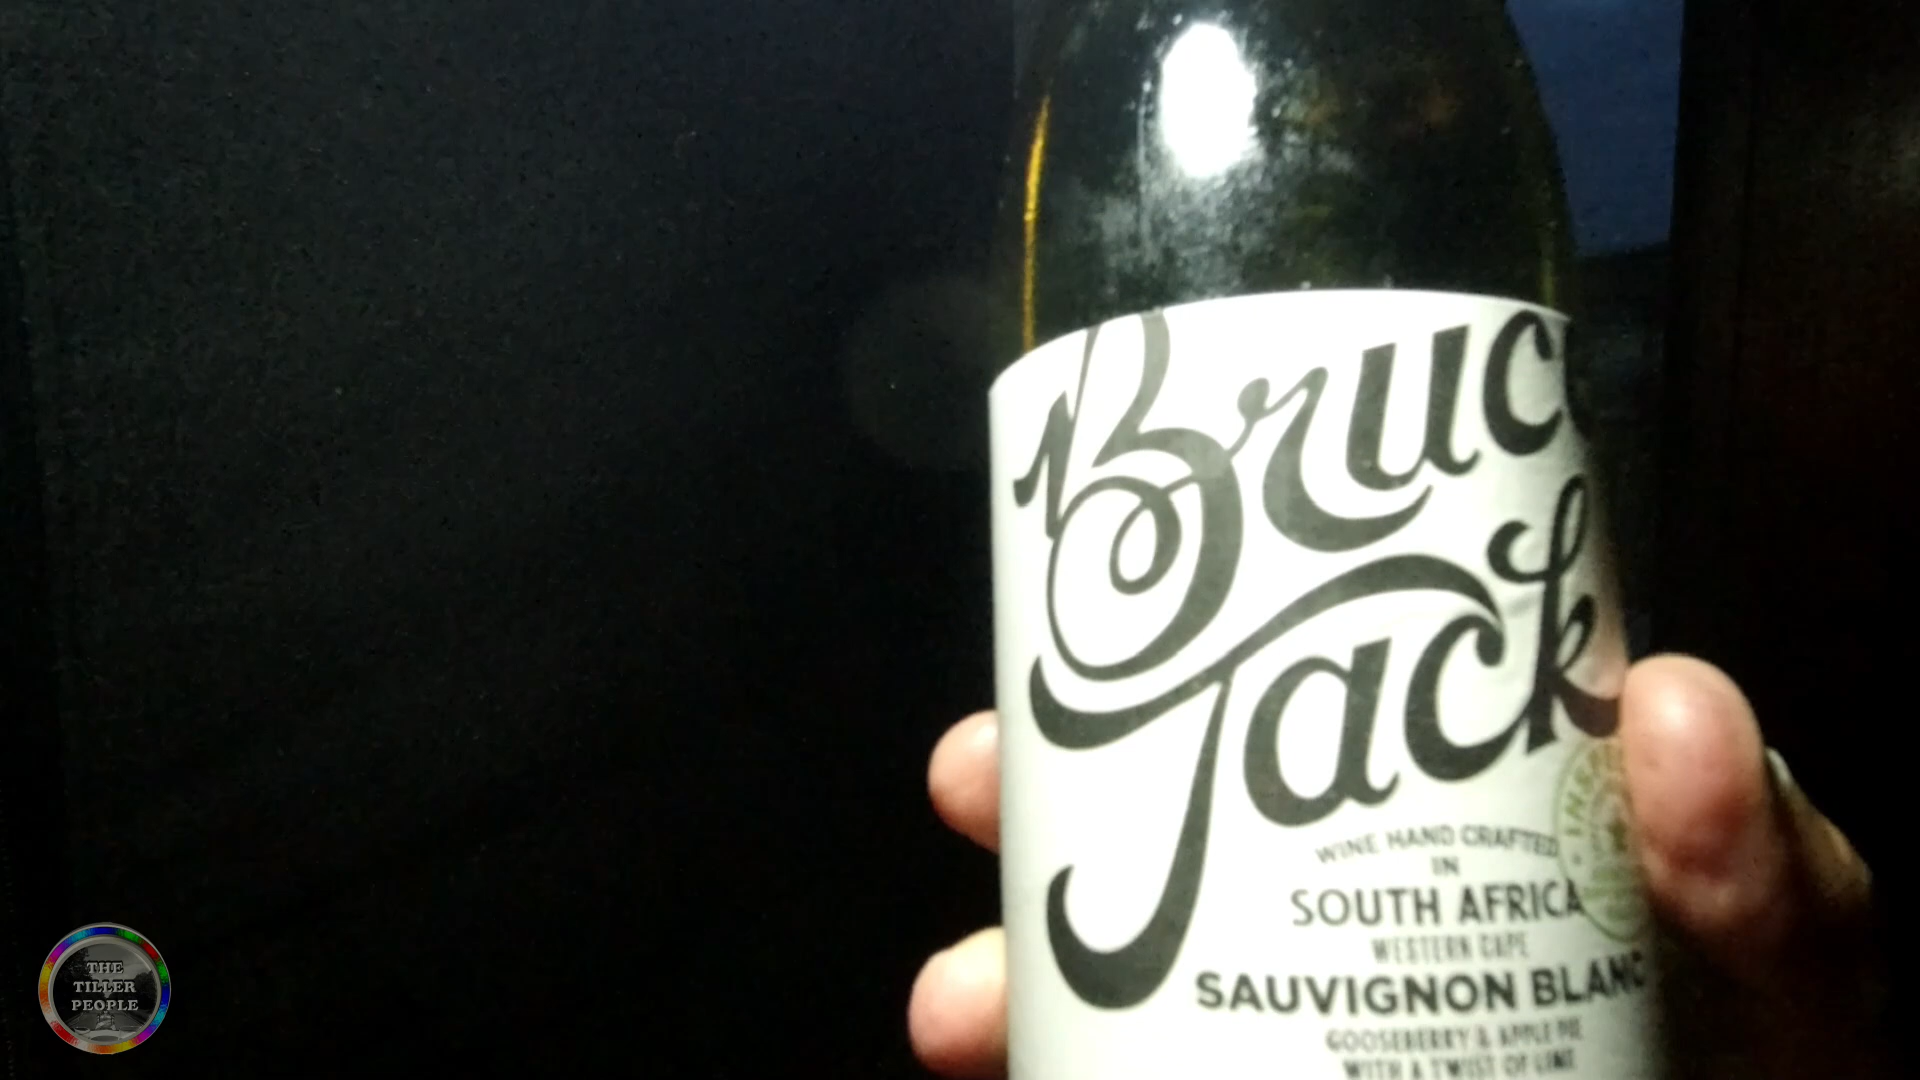 Bruc
Jack
WINE HAND CRAFTED
IN
SOUTH AFRICA
WESTERN CAPE
SAUVIGNON BLANC
GOOSEBERRY & APPLE PIE
WITH A TWIST OF LIME
THE
TILLER
PEOPLE